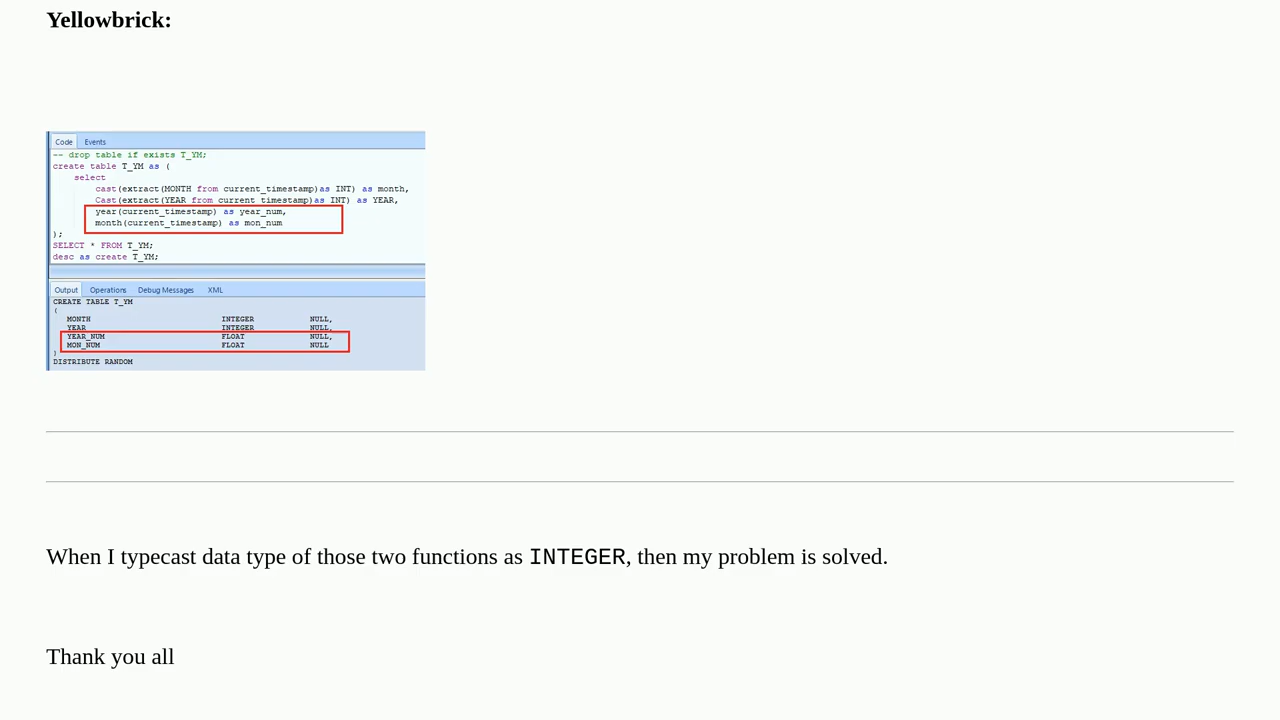 Yellowbrick:
Code Events
-- drop table if exists T_YM;
create table T_YM as (
select
cast(extract(MONTH from current_timestamp)as INT) as month,
Cast(extract(YEAR from current_timestamp)as INT) as YEAR,
year(current_timestamp) as year_num,
month(current_timestamp) as mon_num
);
SELECT * FROM T_YM;
desc as create T_YM;
Output Operations Debug Messages XML
CREATE TABLE T_YM
(
MONTH INTEGER NULL,
YEAR INTEGER NULL,
YEAR_NUM FLOAT NULL,
MON_NUM FLOAT NULL
)
DISTRIBUTE RANDOM
When I typecast data type of those two functions as INTEGER, then my problem is solved.
Thank you all